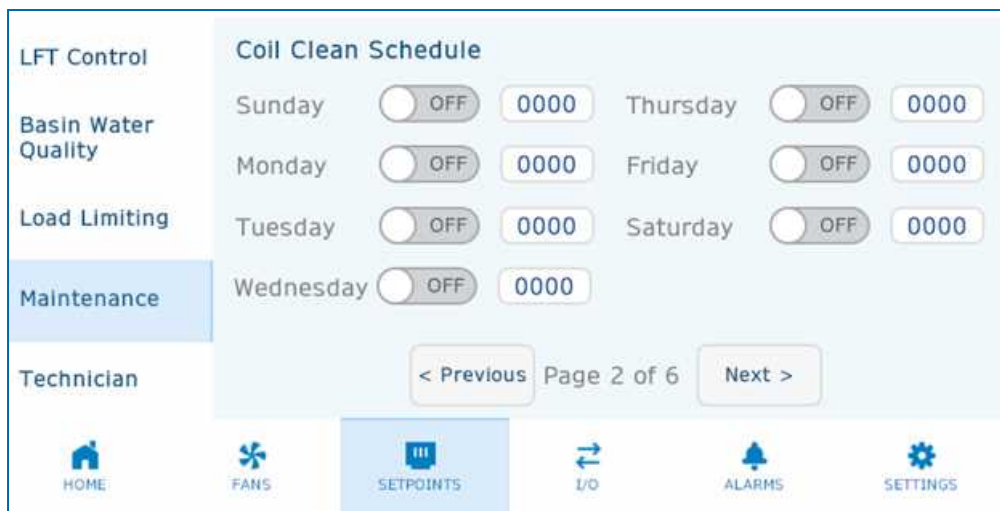 LFT Control
Basin Water
Quality
Load Limiting
Maintenance
Technician
Coil Clean Schedule
Sunday OFF 0000 Thursday OFF 0000
Monday OFF 0000 Friday OFF 0000
Tuesday OFF 0000 Saturday OFF 0000
Wednesday OFF 0000
< Previous Page 2 of 6 Next >
HOME FANS SETPOINTS I/O ALARMS SETTINGS